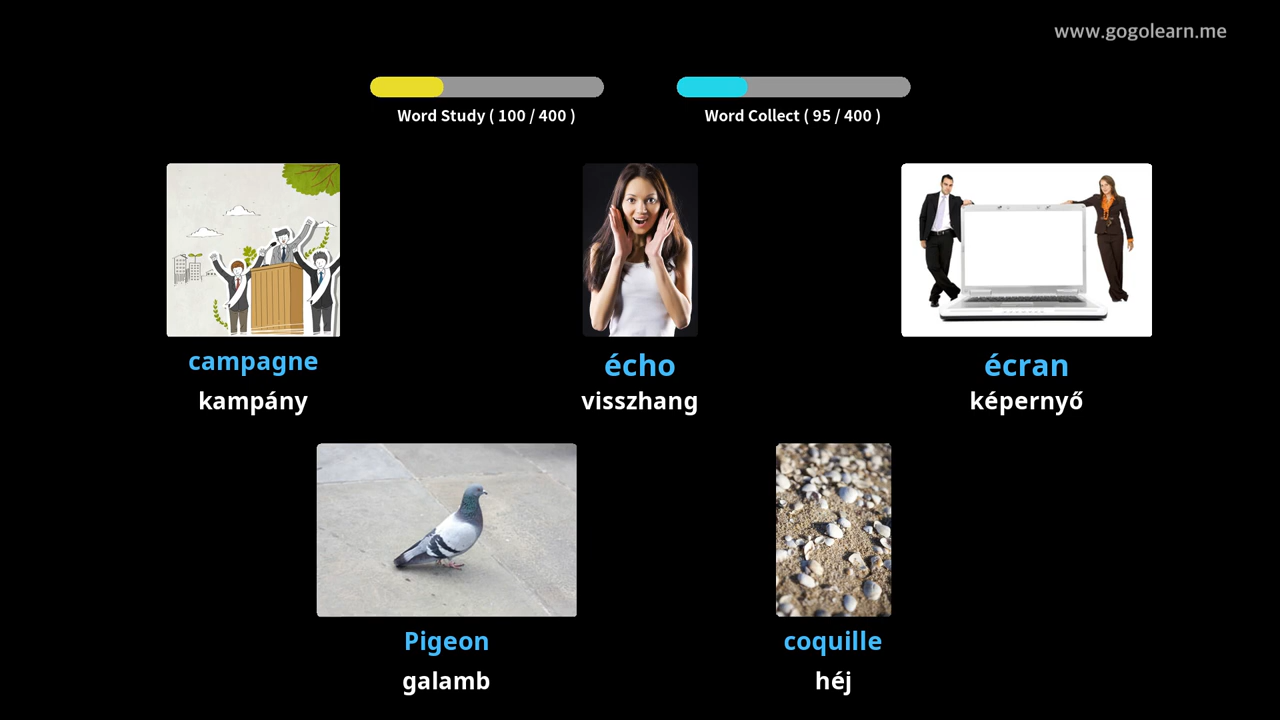 www.gogolearn.me
Word Study ( 100 / 400 )
Word Collect ( 95 / 400 )
campagne
kampány
écho
visszhang
écran
képernyő
Pigeon
galamb
coquille
héj